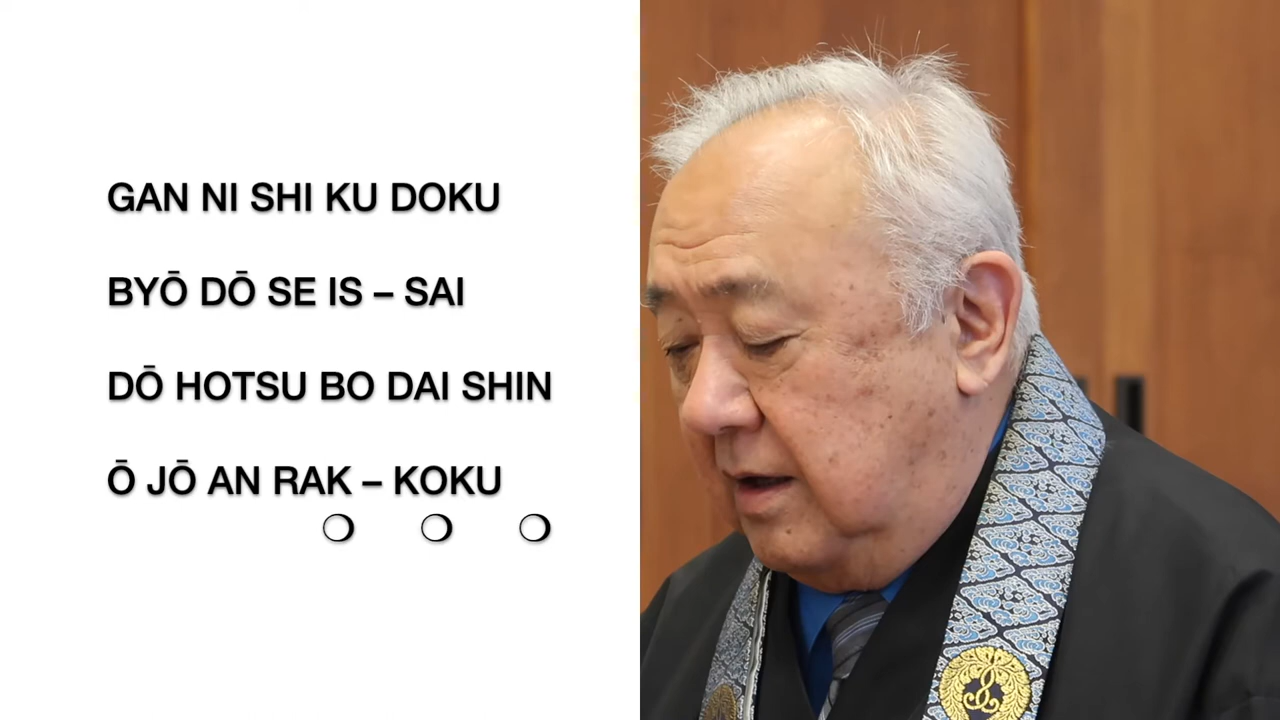 GAN NI SHI KU DOKU
BYŌ DŌ SE IS – SAI
DŌ HOTSU BO DAI SHIN
Ō JŌ AN RAK – KOKU